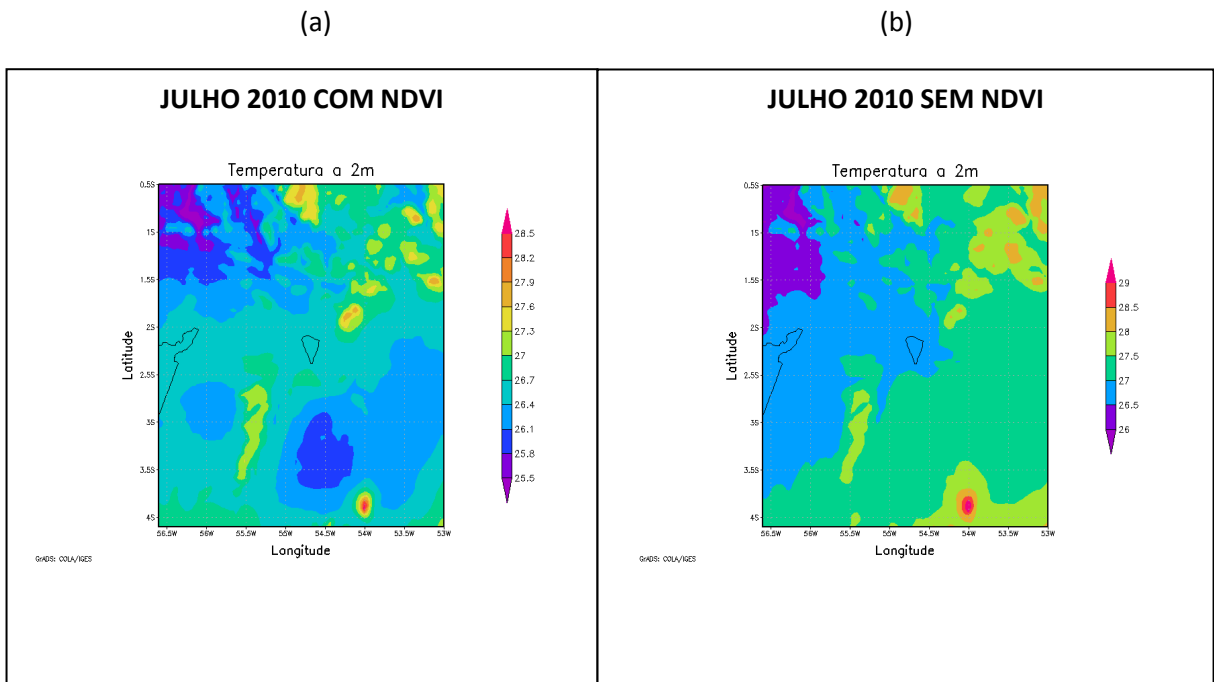 (a)
(b)
JULHO 2010 COM NDVI
JULHO 2010 SEM NDVI
Temperatura a 2m
0.5S
1S
1.5S
2S
2.5S
3S
3.5S
4S
Latitude
56.5W
56W
55.5W
55W
54.5W
54W
53.5W
53W
Longitude
28.5
28.2
27.9
27.6
27.3
27
26.7
26.4
26.1
25.8
25.5
GrADS: COLA/IGES
Temperatura a 2m
0.5S
1S
1.5S
2S
2.5S
3S
3.5S
4S
Latitude
56.5W
56W
55.5W
55W
54.5W
54W
53.5W
53W
Longitude
29
28.5
28
27.5
27
26.5
26
GrADS: COLA/IGES